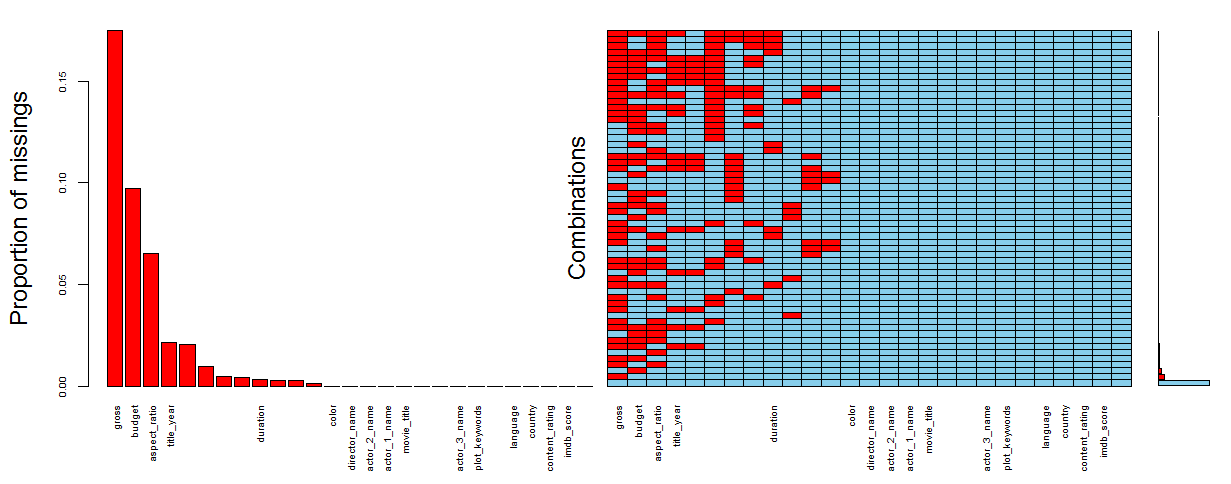 Proportion of missings
0.15
0.10
0.05
0.00
gross
budget
aspect_ratio
title_year
duration
color
director_name
actor_2_name
actor_1_name
movie_title
actor_3_name
plot_keywords
language
country
content_rating
imdb_score
Combinations
gross
budget
aspect_ratio
title_year
duration
color
director_name
actor_2_name
actor_1_name
movie_title
actor_3_name
plot_keywords
language
country
content_rating
imdb_score